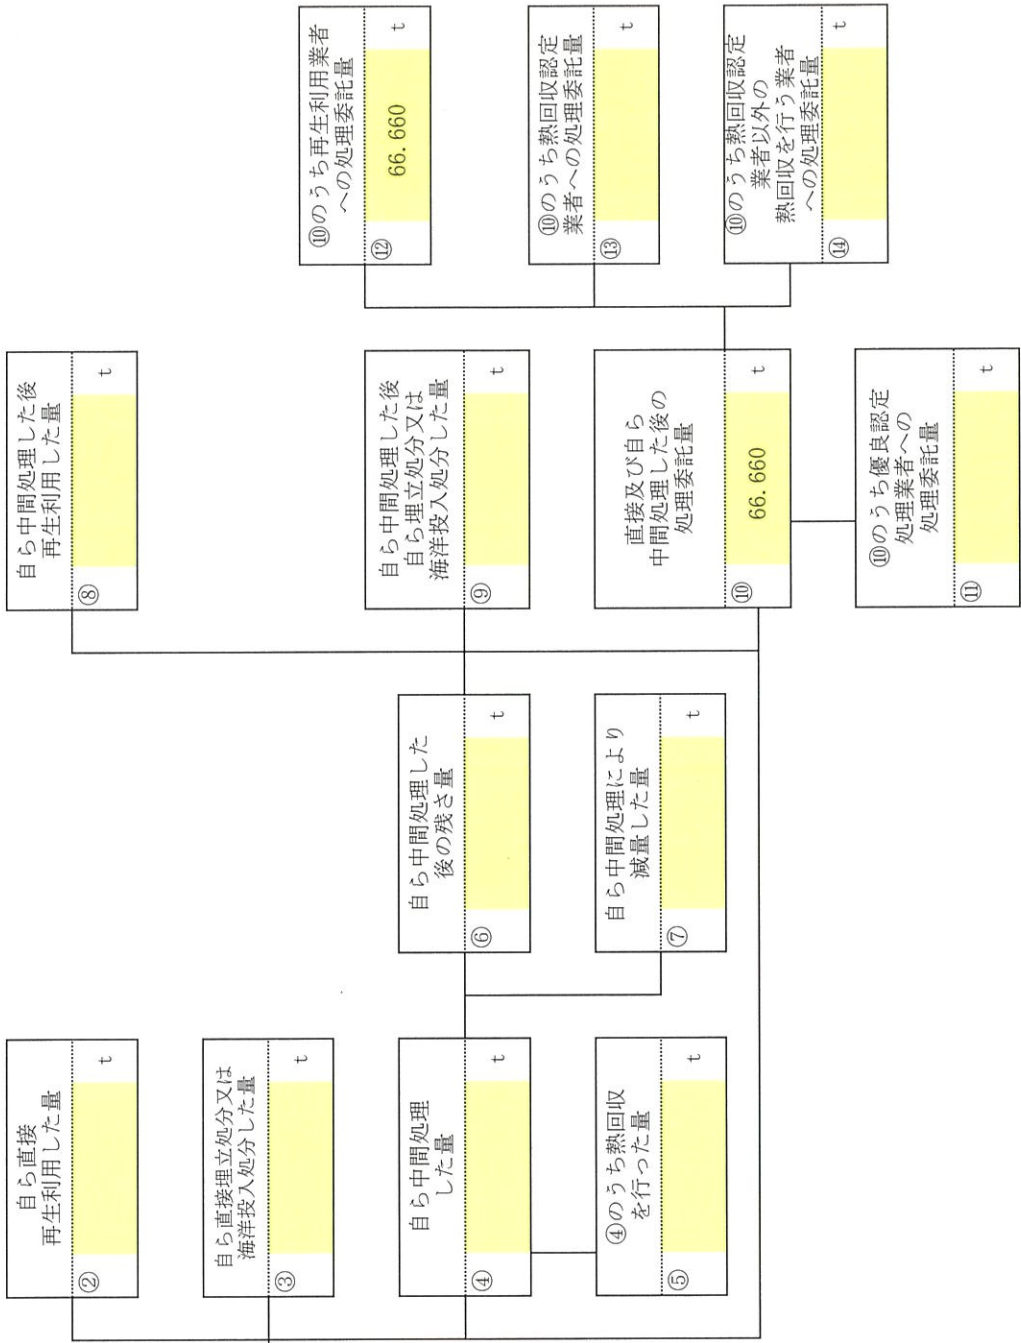 自ら直接
再生利用した量
②
t
自ら直接埋立処分又は
海洋投入処分した量
③
t
自ら中間処理
した量
④
t
④のうち熱回収
を行った量
⑤
t
自ら中間処理した
後の残さ量
⑥
t
自ら中間処理により
減量した量
⑦
t
自ら中間処理した後
再生利用した量
⑧
t
自ら中間処理した後
自ら埋立処分又は
海洋投入処分した量
⑨
t
直接及び自ら
中間処理した後の
処理委託量
⑩
66.660 t
⑩のうち優良認定
処理業者への
処理委託量
⑪
t
⑩のうち再生利用業者
への処理委託量
⑫
66.660 t
⑩のうち熱回収認定
業者への処理委託量
⑬
t
⑩のうち熱回収認定
業者以外の
熱回収を行う業者
への処理委託量
⑭
t